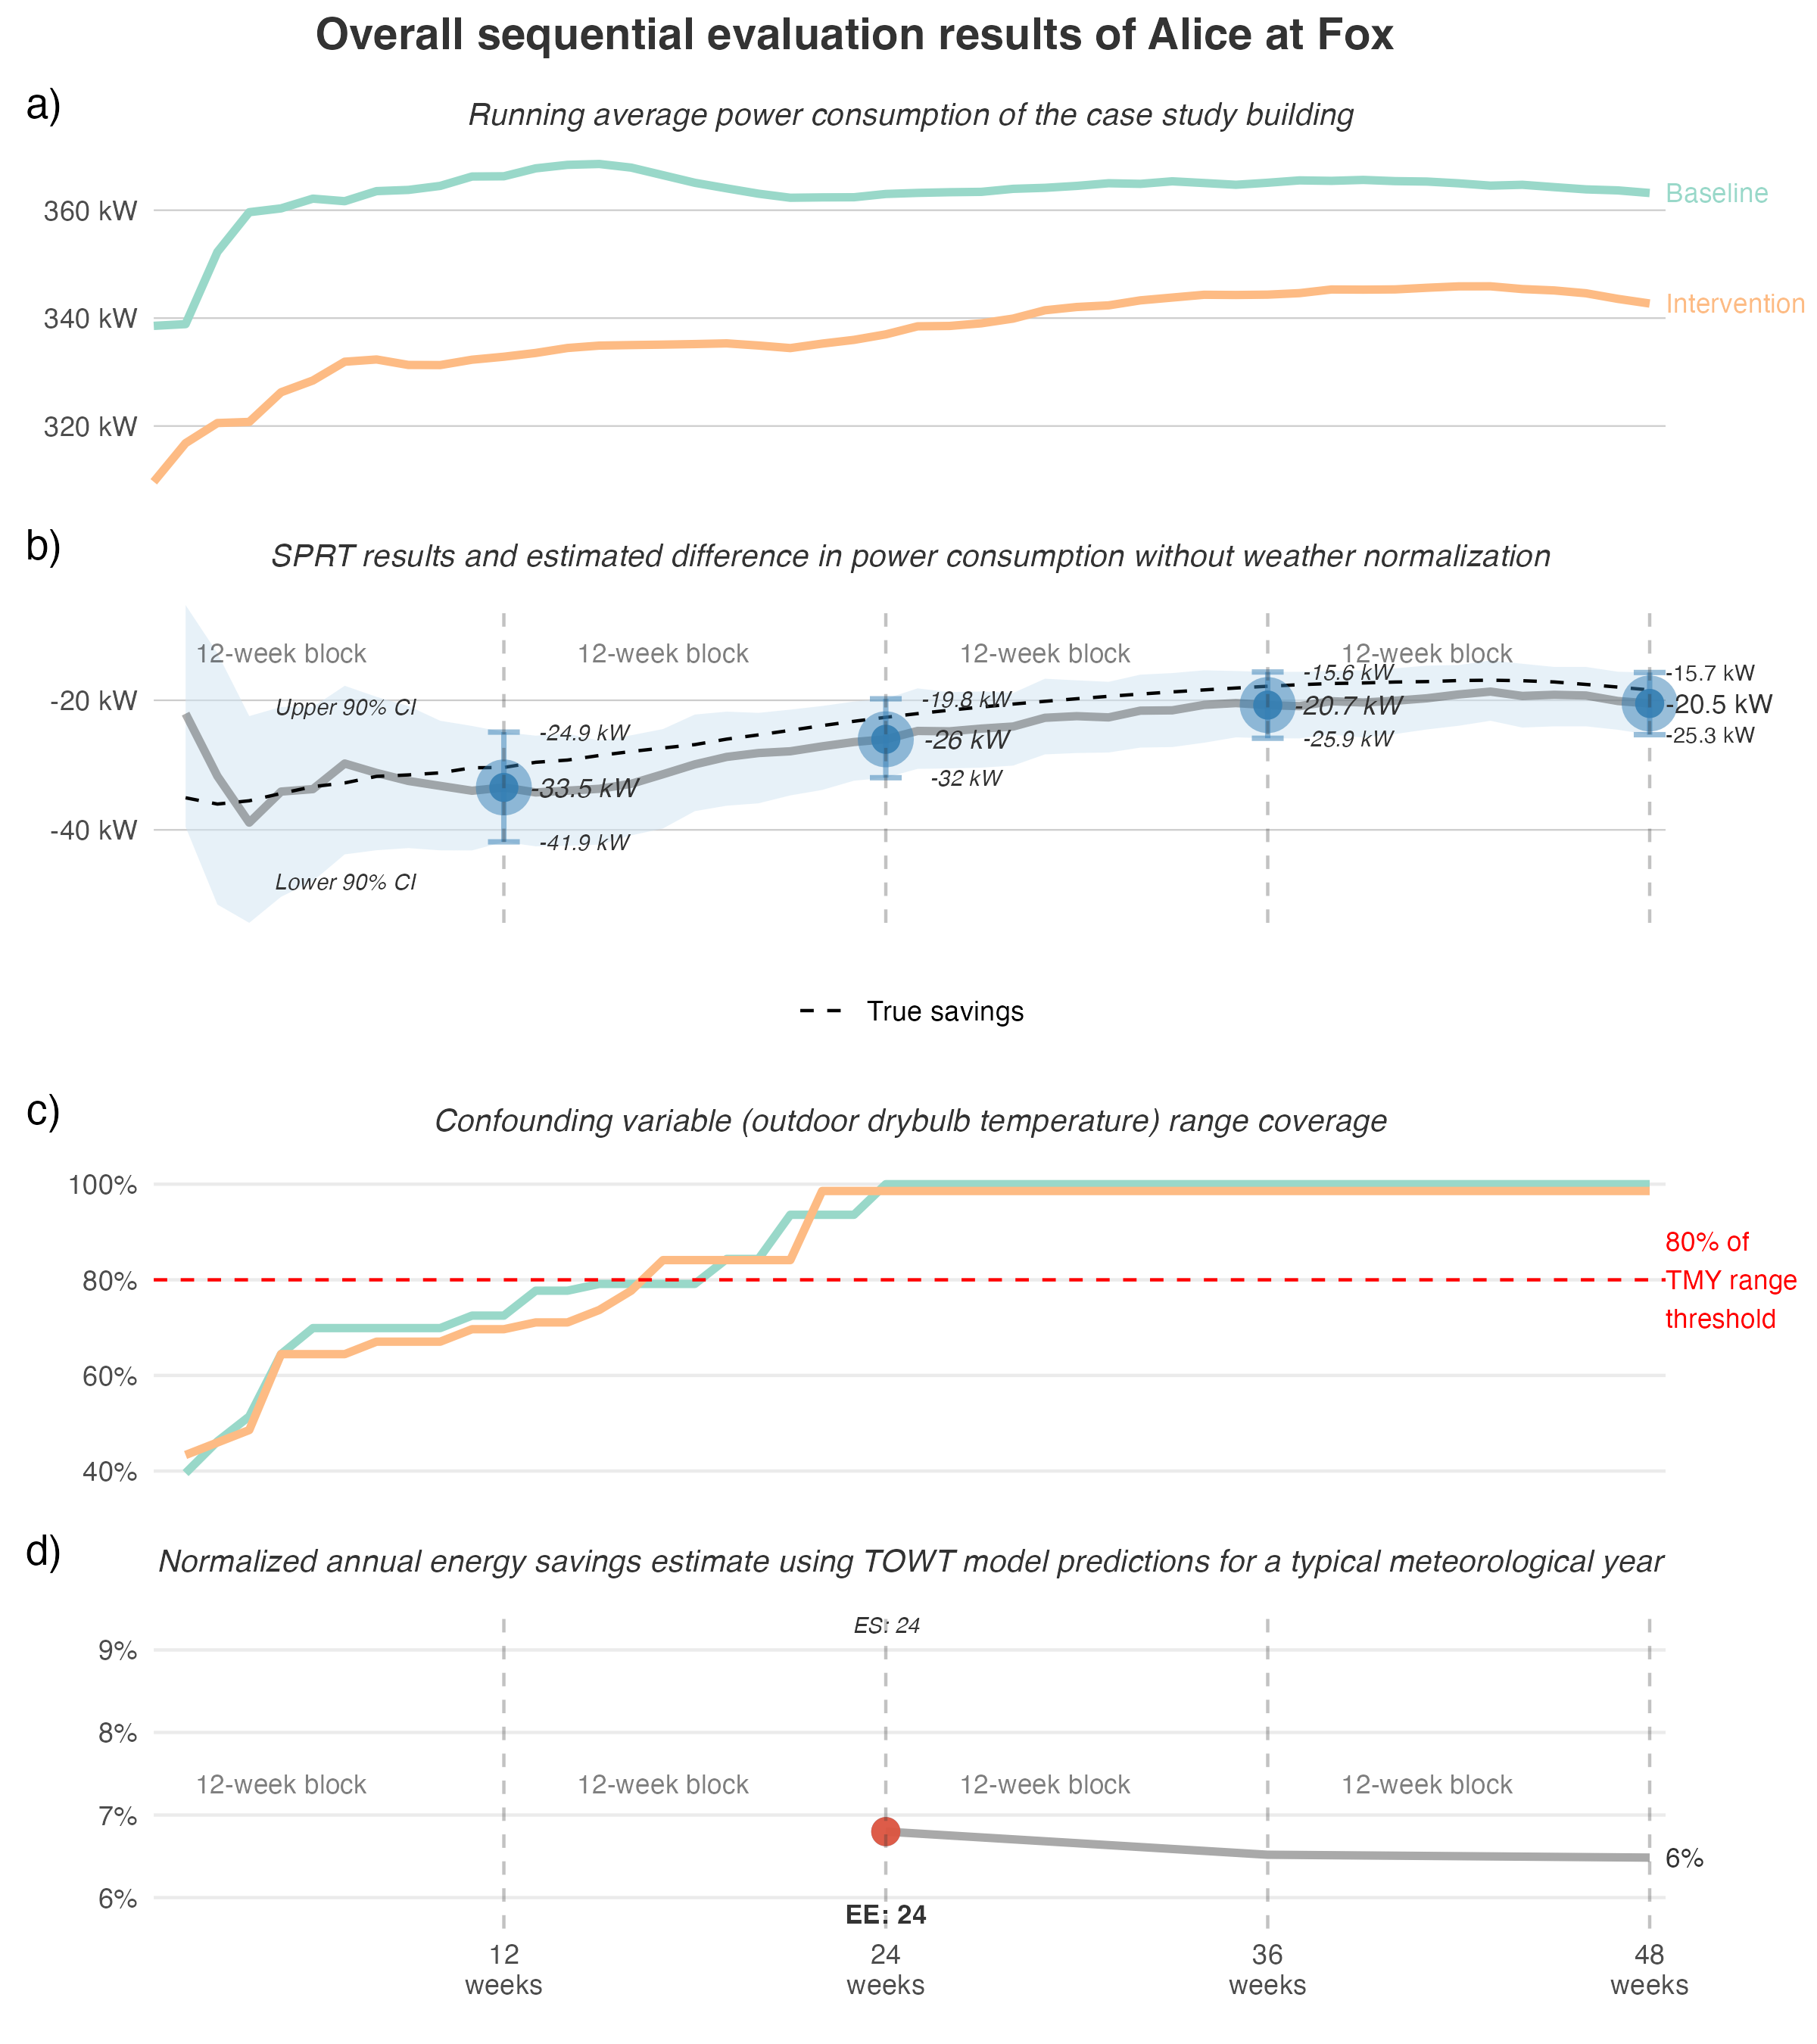 Overall sequential evaluation results of Alice at Fox
a)
Running average power consumption of the case study building
360 kW
340 kW
320 kW
Baseline
Intervention
b)
SPRT results and estimated difference in power consumption without weather normalization
12-week block
12-week block
12-week block
12-week block
-20 kW
-40 kW
Upper 90% CI
Lower 90% CI
-24.9 kW
-33.5 kW
-41.9 kW
-19.8 kW
-26 kW
-32 kW
-15.6 kW
-20.7 kW
-25.9 kW
-15.7 kW
-20.5 kW
-25.3 kW
True savings
c)
Confounding variable (outdoor drybulb temperature) range coverage
100%
80%
60%
40%
80% of
TMY range
threshold
d)
Normalized annual energy savings estimate using TOWT model predictions for a typical meteorological year
ES: 24
9%
8%
7%
6%
12-week block
12-week block
12-week block
12-week block
6%
EE: 24
12
weeks
24
weeks
36
weeks
48
weeks